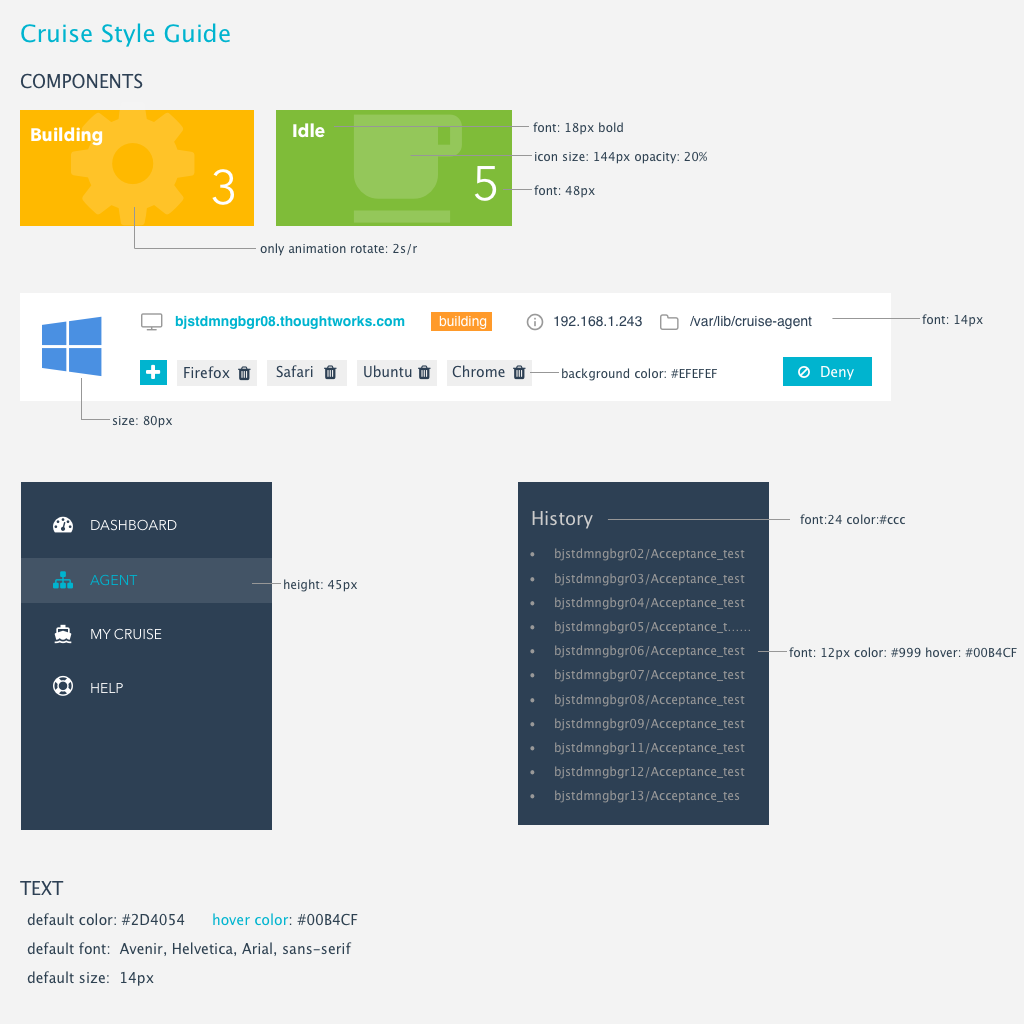 Cruise Style Guide
COMPONENTS
Building
3
Idle
5
font: 18px bold
icon size: 144px opacity: 20%
font: 48px
only animation rotate: 2s/r
bjstdmngbgr08.thoughtworks.com building 192.168.1.243 /var/lib/cruise-agent
font: 14px
Firefox Safari Ubuntu Chrome
background color: #EFEFEF
Deny
size: 80px
DASHBOARD
AGENT
MY CRUISE
HELP
height: 45px
History
font:24 color:#ccc
• bjstdmngbgr02/Acceptance_test
• bjstdmngbgr03/Acceptance_test
• bjstdmngbgr04/Acceptance_test
• bjstdmngbgr05/Acceptance_t......
• bjstdmngbgr06/Acceptance_test
• bjstdmngbgr07/Acceptance_test
• bjstdmngbgr08/Acceptance_test
• bjstdmngbgr09/Acceptance_test
• bjstdmngbgr11/Acceptance_test
• bjstdmngbgr12/Acceptance_test
• bjstdmngbgr13/Acceptance_tes
font: 12px color: #999 hover: #00B4CF
TEXT
default color: #2D4054 hover color: #00B4CF
default font: Avenir, Helvetica, Arial, sans-serif
default size: 14px